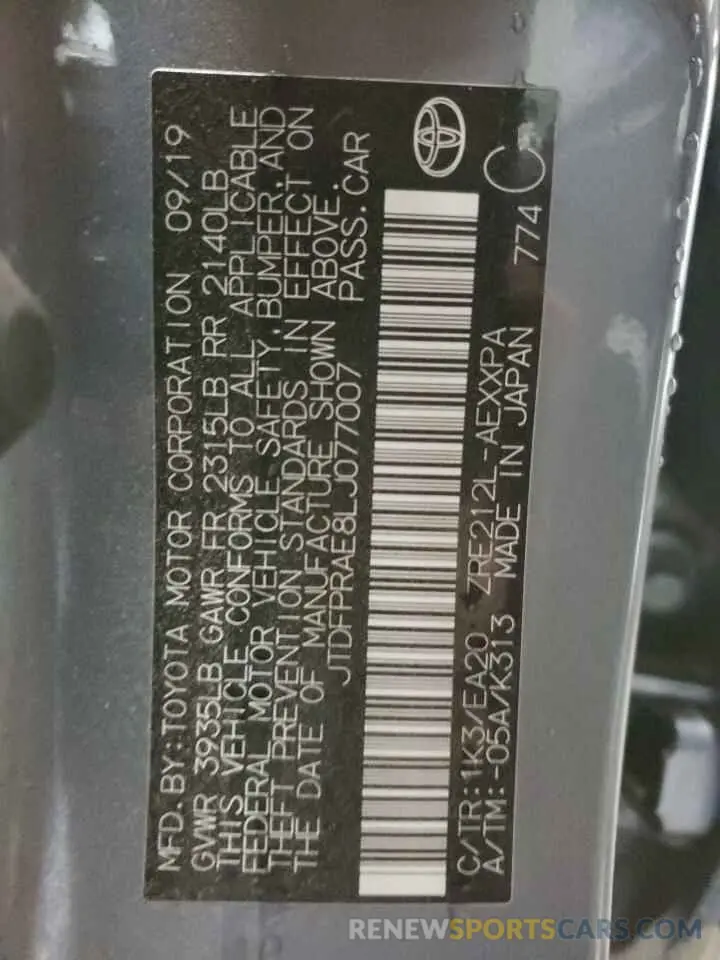 MFD.BY:TOYOTA MOTOR CORPORATION 09/19
GVWR 3935LB GAWR FR 2315LB RR 2140LB
THIS VEHICLE CONFORMS TO ALL APPLICABLE
FEDERAL MOTOR VEHICLE SAFETY,BUMPER,AND
THEFT PREVENTION STANDARDS IN EFFECT ON
THE DATE OF MANUFACTURE SHOWN ABOVE.
JTDFPRAE8LJ077007 PASS.CAR
C/TR:1K3/EA20 ZRE212L-AEXXPA 774 C
A/TM:-05A/K313 MADE IN JAPAN
RENEWSPORTSCARS.COM